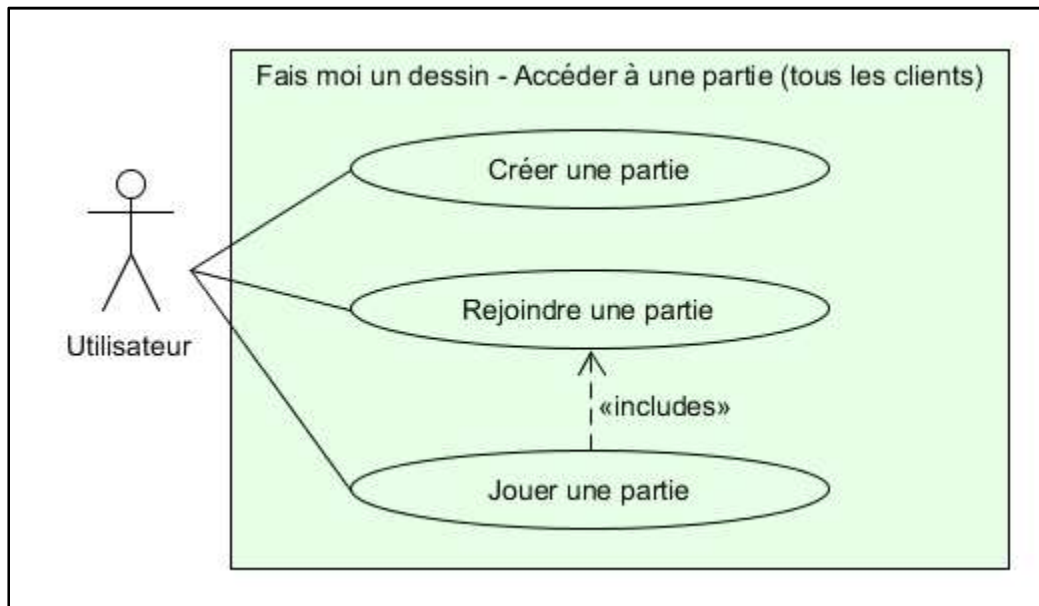 Fais moi un dessin - Accéder à une partie (tous les clients)
Créer une partie
Rejoindre une partie
Utilisateur
«includes»
Jouer une partie